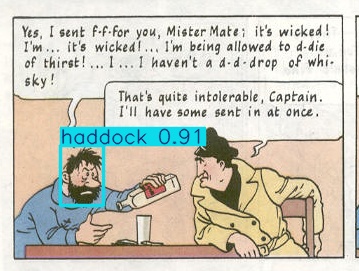 Yes, I sent f-f-for you, Mister Mate; it's wicked!
I'm... it's wicked!... I'm being allowed to d-die
of thirst!... I... I haven't a d-d-drop of whi-
sky!
That's quite intolerable, Captain.
I'll have some sent in at once.
haddock 0.91